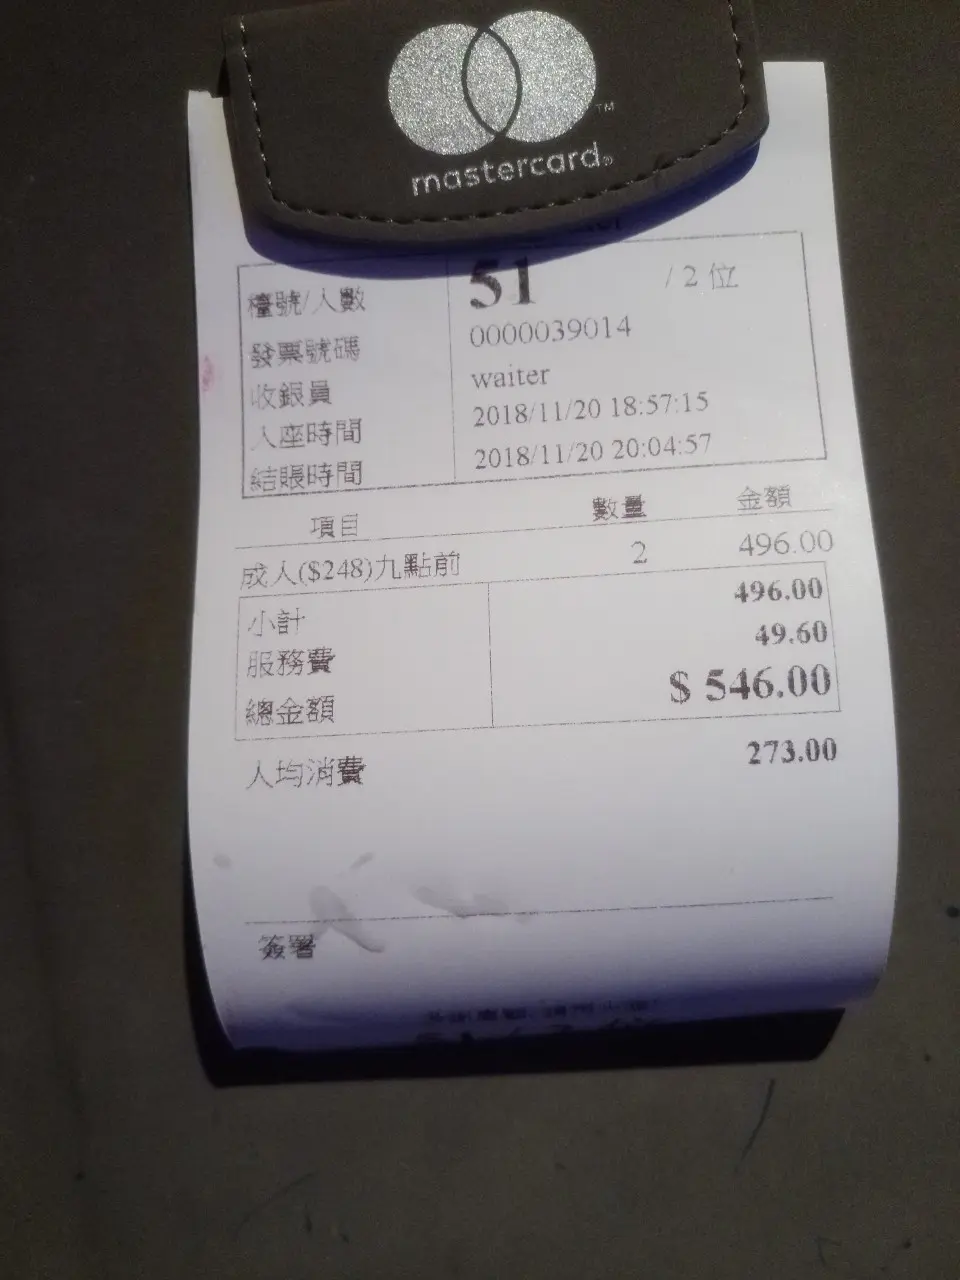 mastercard®
檯號/人數 51 / 2 位
發票號碼 0000039014
收銀員 waiter
入座時間 2018/11/20 18:57:15
結賬時間 2018/11/20 20:04:57
項目 數量 金額
成人($248)九點前 2 496.00
小計 496.00
服務費 49.60
總金額 $ 546.00
人均消費 273.00
簽署